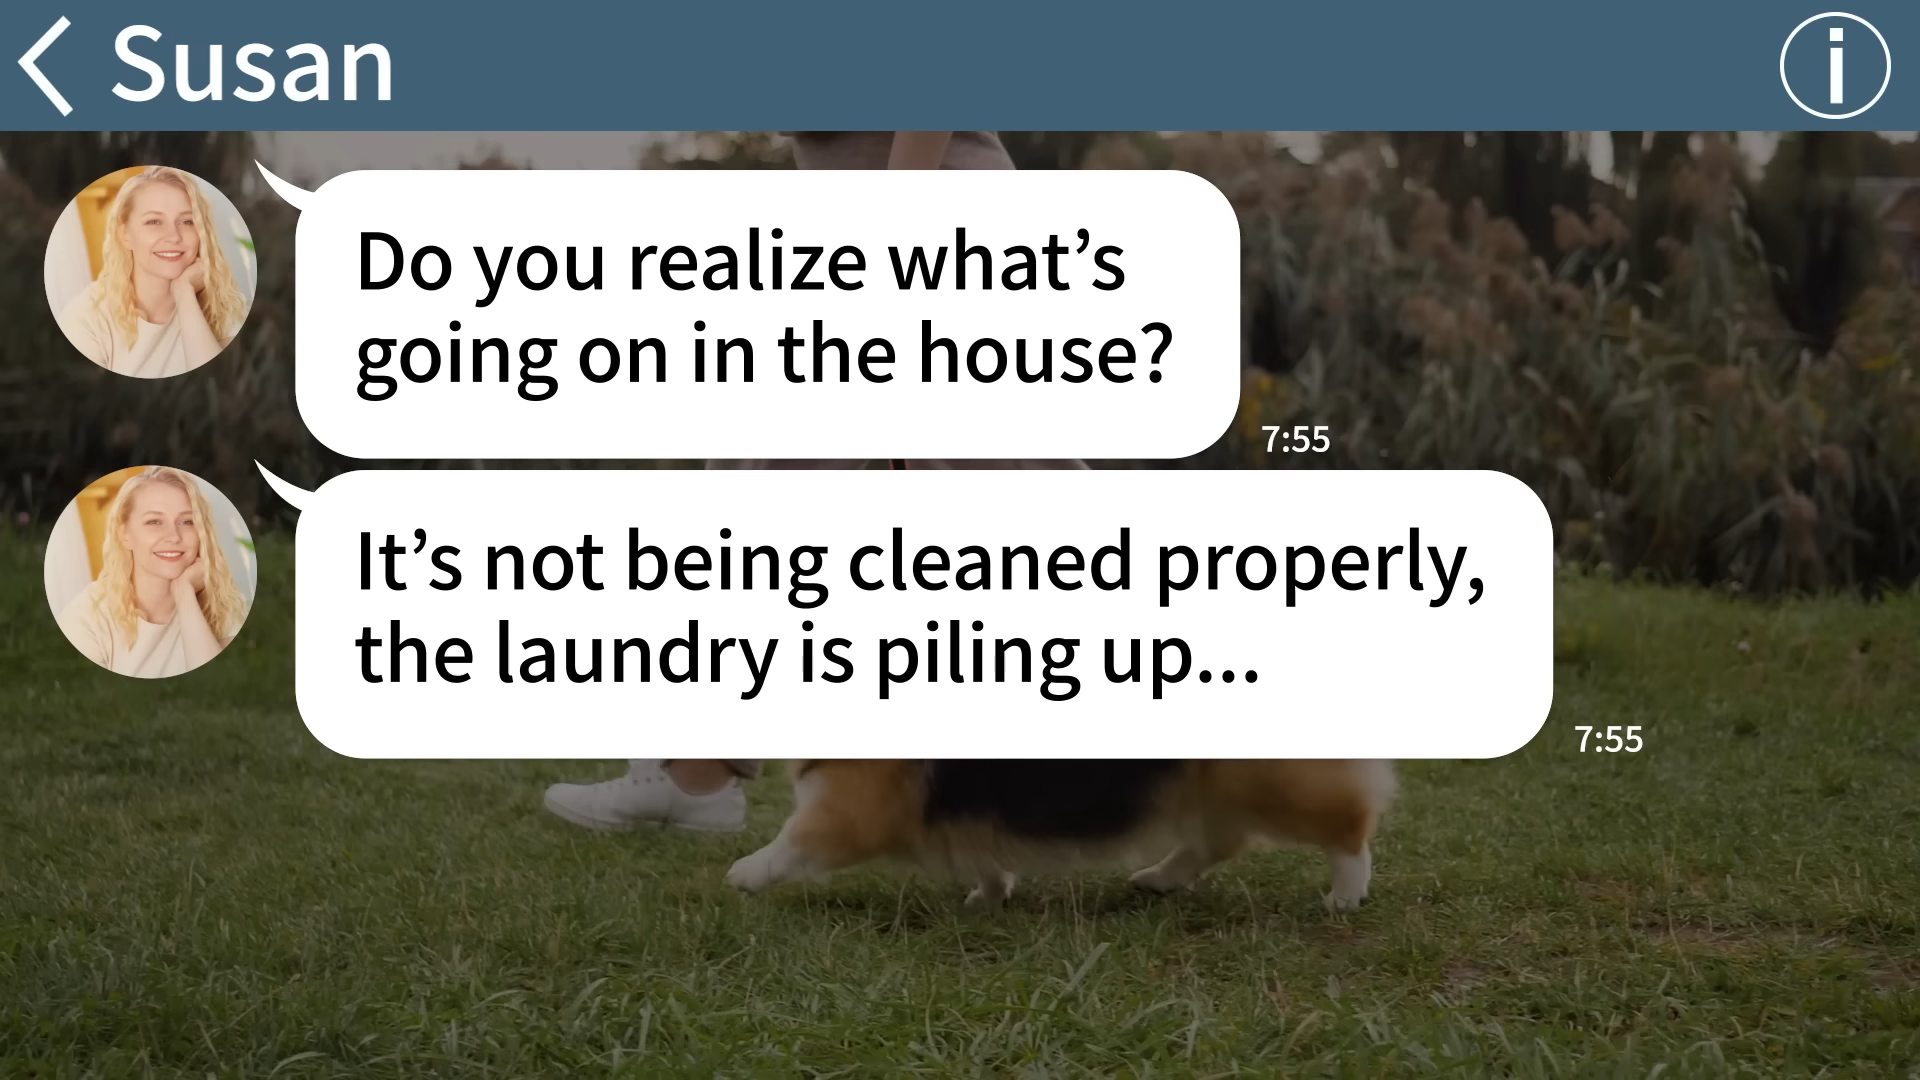 Susan
i
Do you realize what’s
going on in the house?
7:55
It’s not being cleaned properly,
the laundry is piling up...
7:55